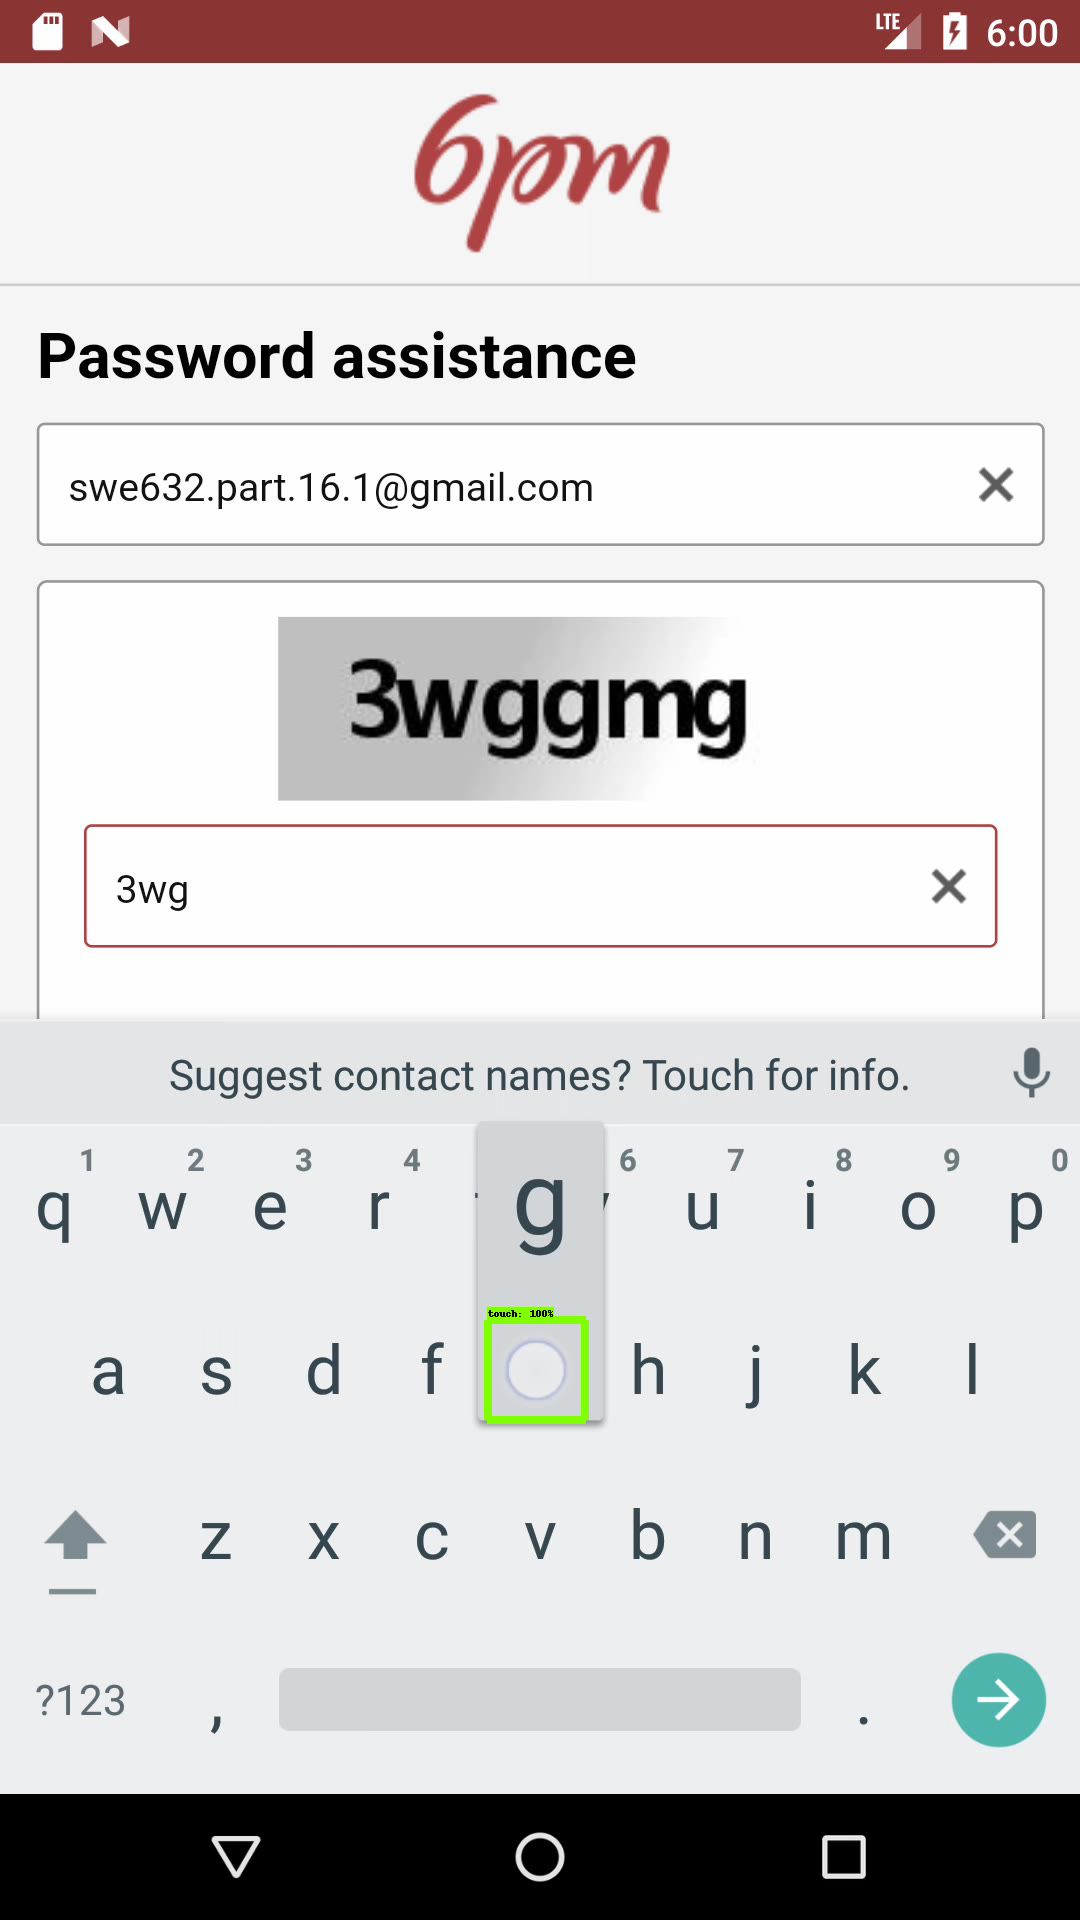 LTE 6:00
6pm
Password assistance
swe632.part.16.1@gmail.com
3wggmg
3wg
Suggest contact names? Touch for info.
1 2 3 4 6 7 8 9 0
q w e r g u i o p
touch: 100%
a s d f h j k l
z x c v b n m
?123 , .